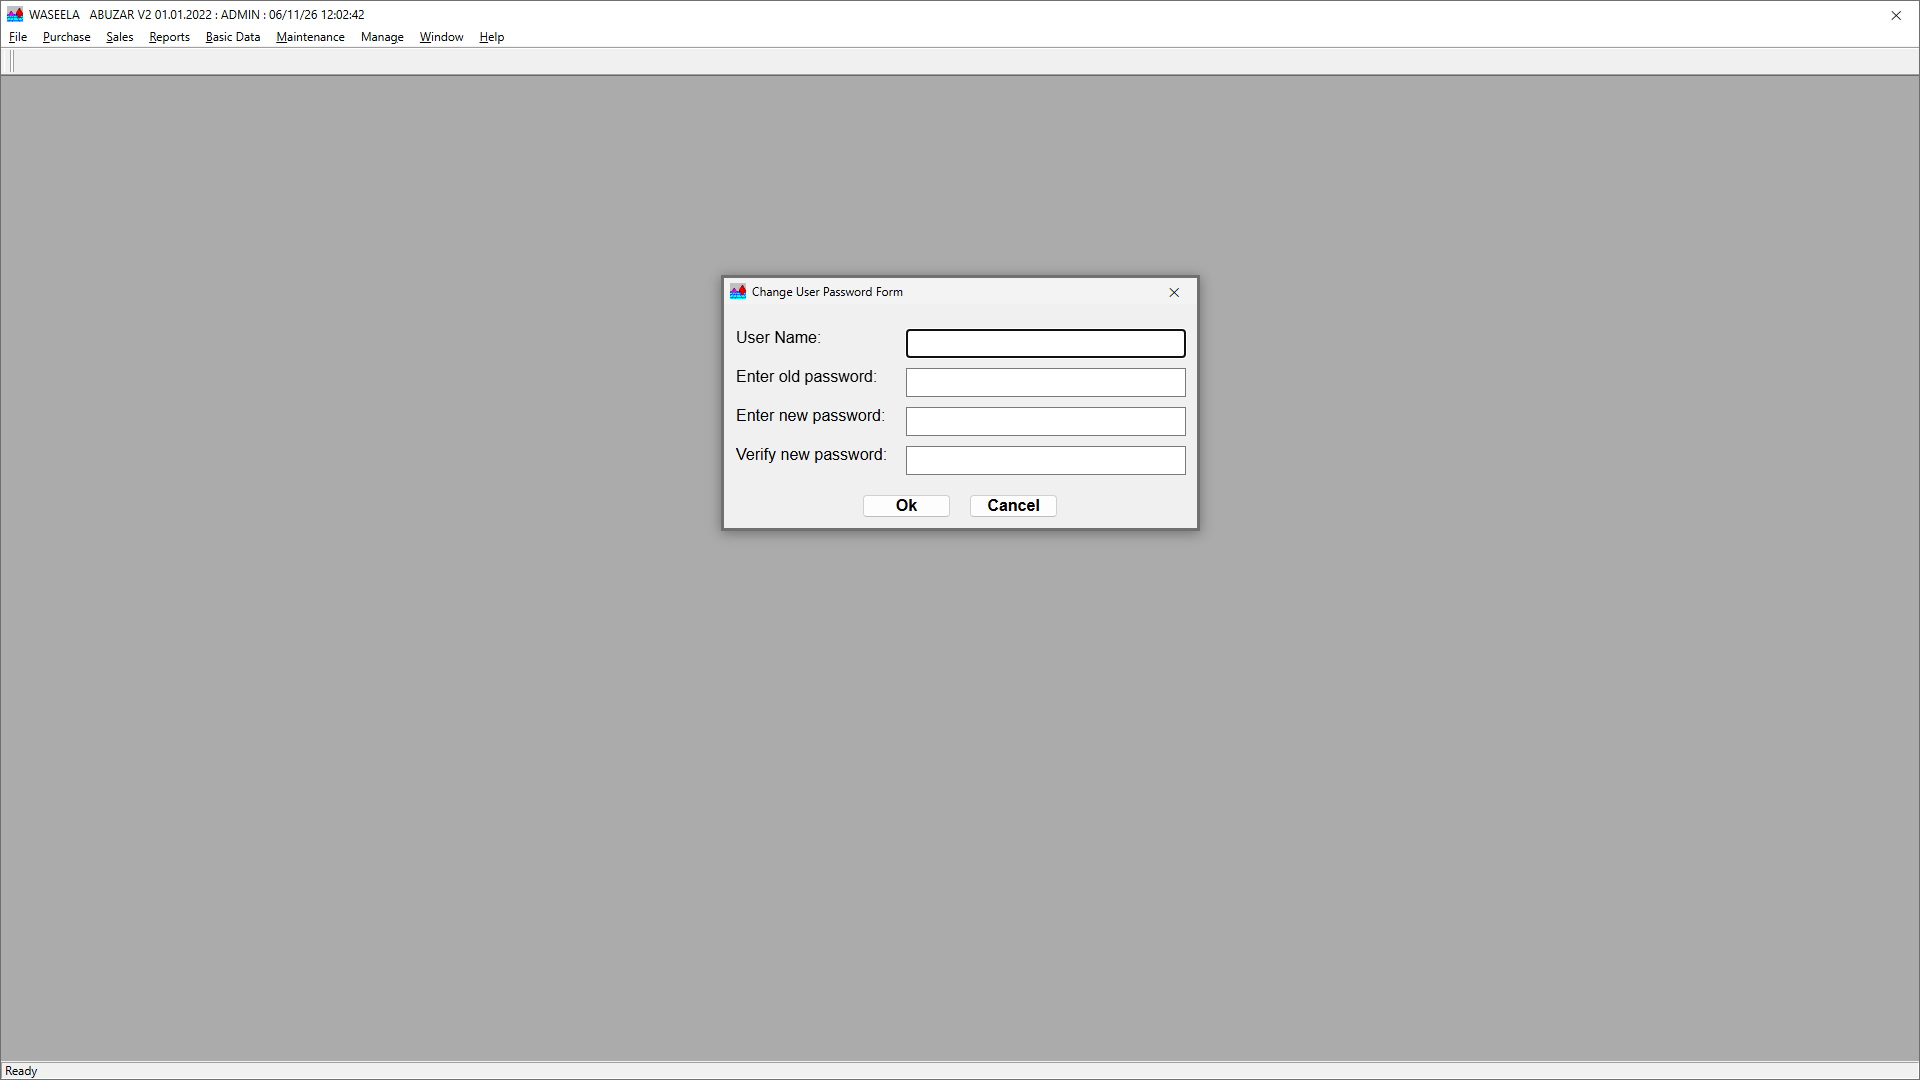 WASEELA   ABUZAR V2 01.01.2022 : ADMIN : 06/11/26 12:02:42
File Purchase Sales Reports Basic Data Maintenance Manage Window Help
Change User Password Form
User Name:
Enter old password:
Enter new password:
Verify new password:
Ok Cancel
Ready